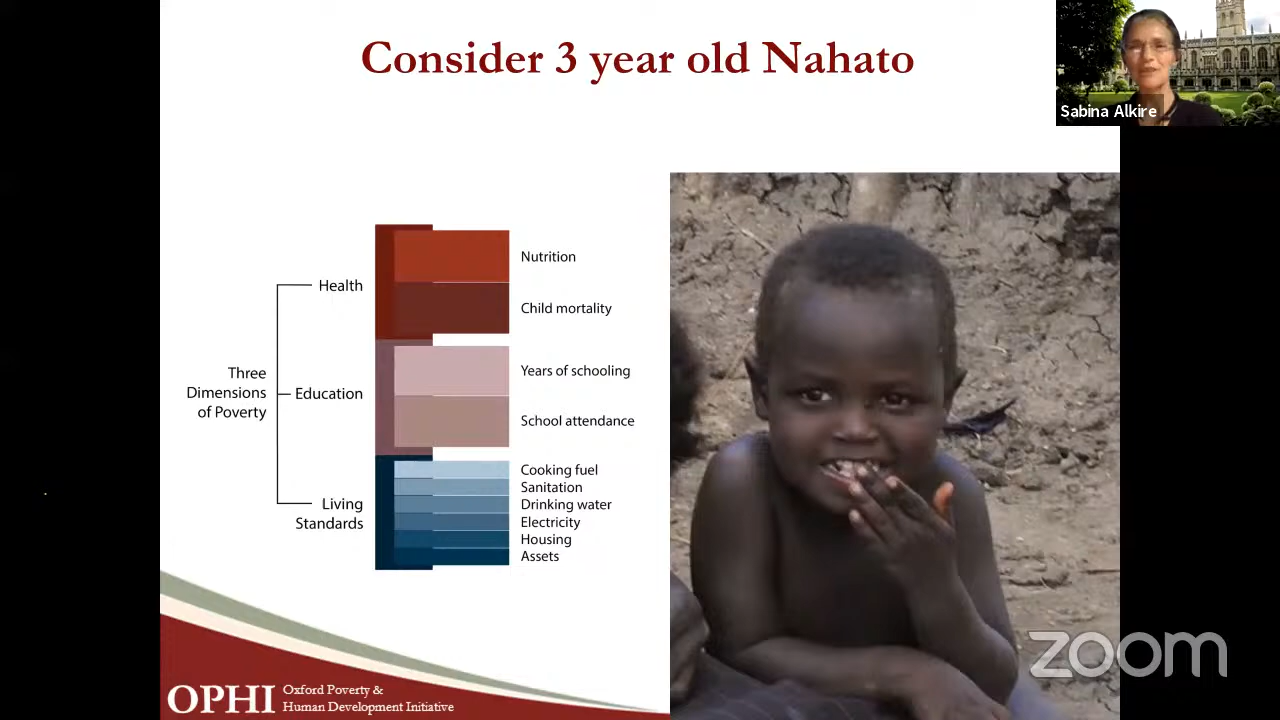 Consider 3 year old Nahato
Sabina Alkire
Three
Dimensions
of Poverty
Health
Education
Living
Standards
Nutrition
Child mortality
Years of schooling
School attendance
Cooking fuel
Sanitation
Drinking water
Electricity
Housing
Assets
OPHI
Oxford Poverty &
Human Development Initiative
zoom